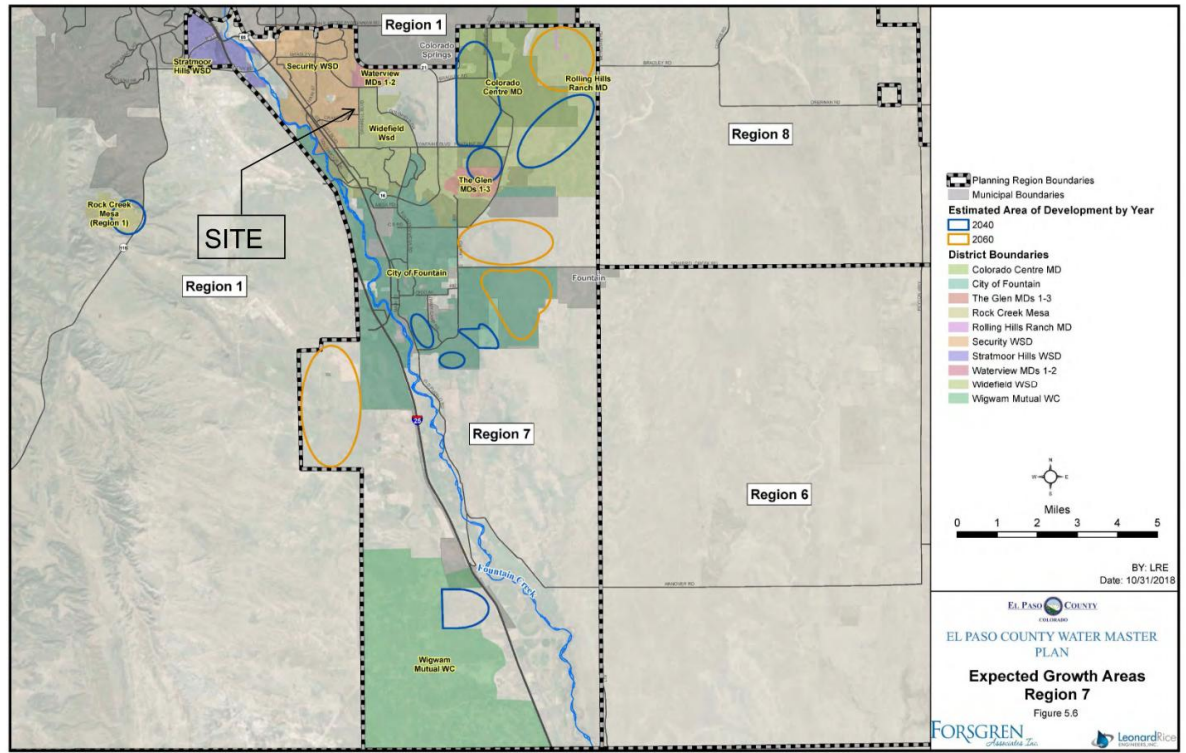 Region 1
Colorado
Springs
Stratmoor
Hills WSD
Security WSD
Waterview
MDs 1-2
Colorado
Centre MD
Rolling Hills
Ranch MD
Region 8
Widefield
Wsd
The Glen
MDs 1-3
Rock Creek
Mesa
(Region 1)
SITE
Region 1
City of Fountain
Fountain
25
Region 7
Region 6
Fountain Creek
Wigwam
Mutual WC
BRADLEY RD
HANOVER RD
Planning Region Boundaries
Municipal Boundaries
Estimated Area of Development by Year
2040
2060
District Boundaries
Colorado Centre MD
City of Fountain
The Glen MDs 1-3
Rock Creek Mesa
Rolling Hills Ranch MD
Security WSD
Stratmoor Hills WSD
Waterview MDs 1-2
Widefield WSD
Wigwam Mutual WC
N
W E
S
Miles
0 1 2 3 4 5
BY: LRE
Date: 10/31/2018
EL PASO COUNTY
COLORADO
EL PASO COUNTY WATER MASTER
PLAN
Expected Growth Areas
Region 7
Figure 5.6
FORSGREN
Associates Inc.
LeonardRice
ENGINEERS, INC.